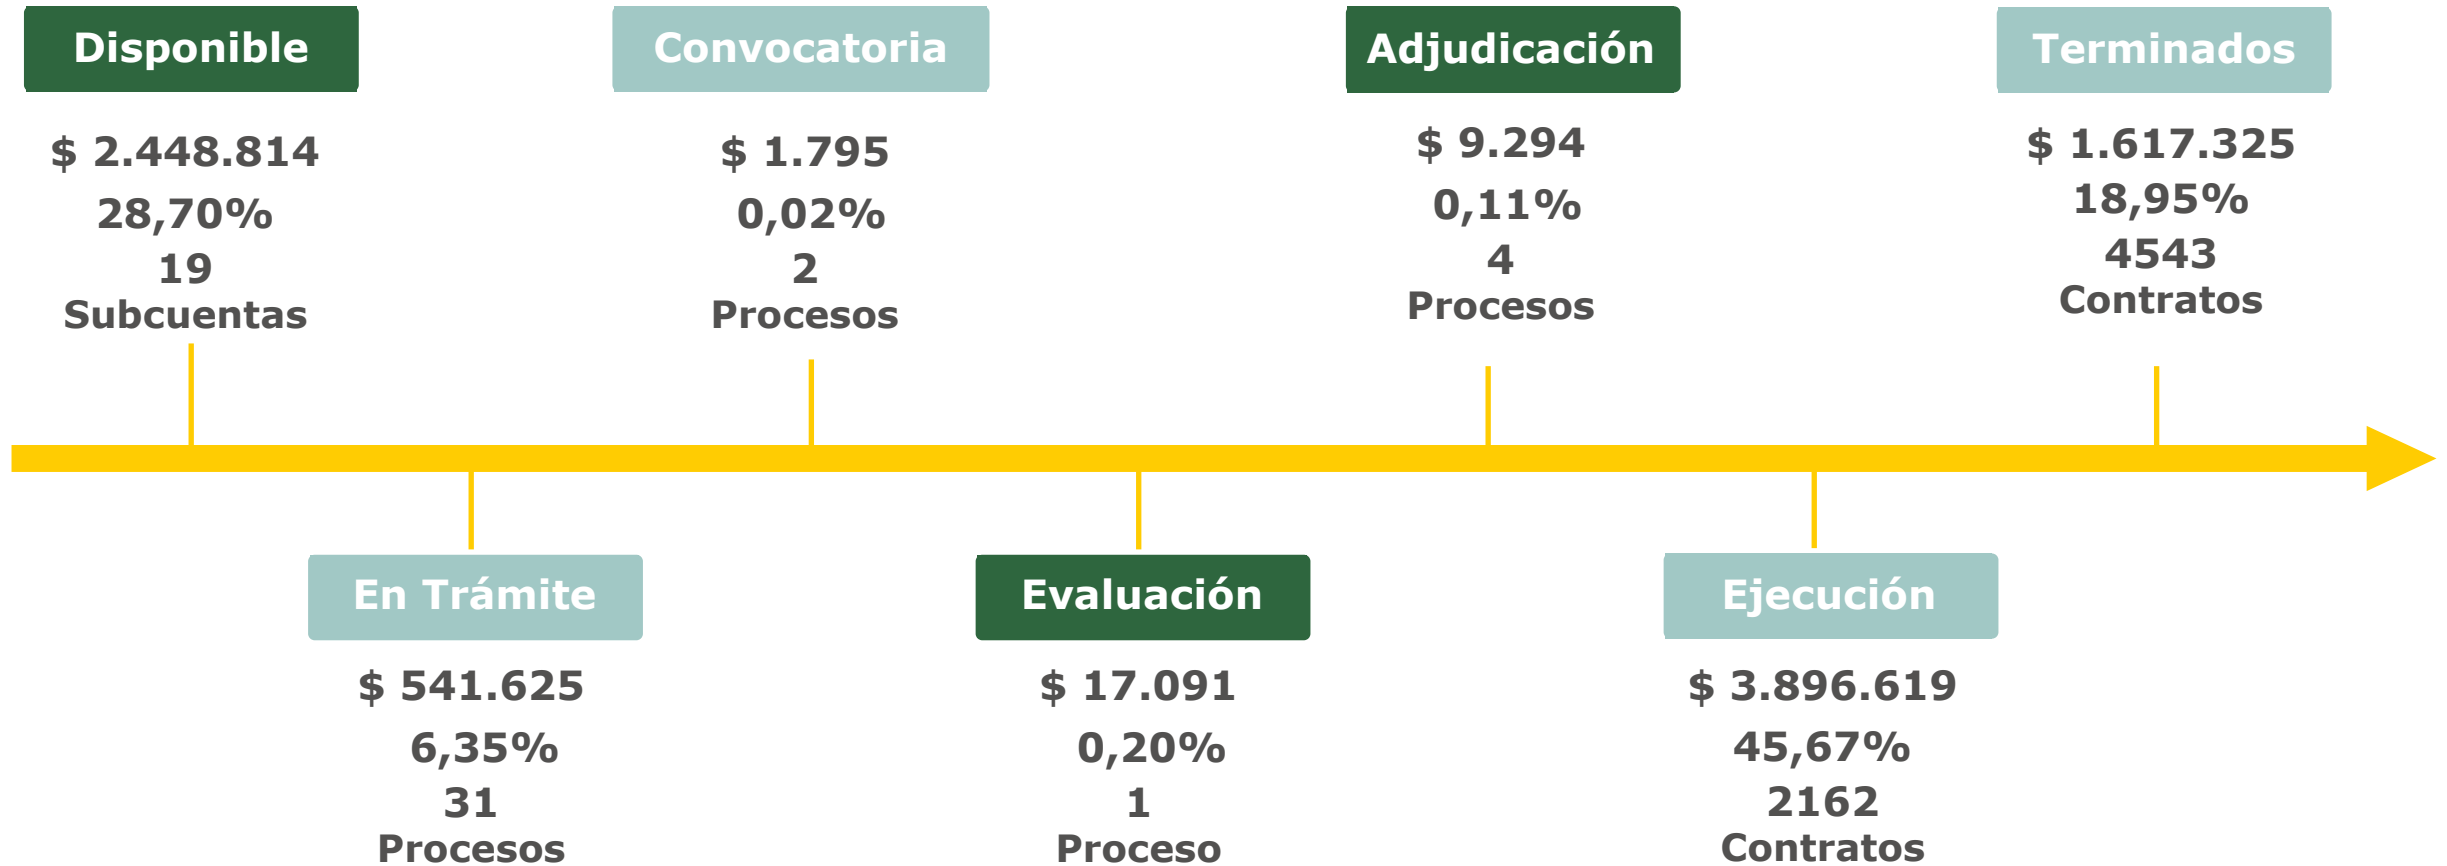 Disponible
$ 2.448.814
28,70%
19
Subcuentas
En Trámite
$ 541.625
6,35%
31
Procesos
Convocatoria
$ 1.795
0,02%
2
Procesos
Evaluación
$ 17.091
0,20%
1
Proceso
Adjudicación
$ 9.294
0,11%
4
Procesos
Ejecución
$ 3.896.619
45,67%
2162
Contratos
Terminados
$ 1.617.325
18,95%
4543
Contratos